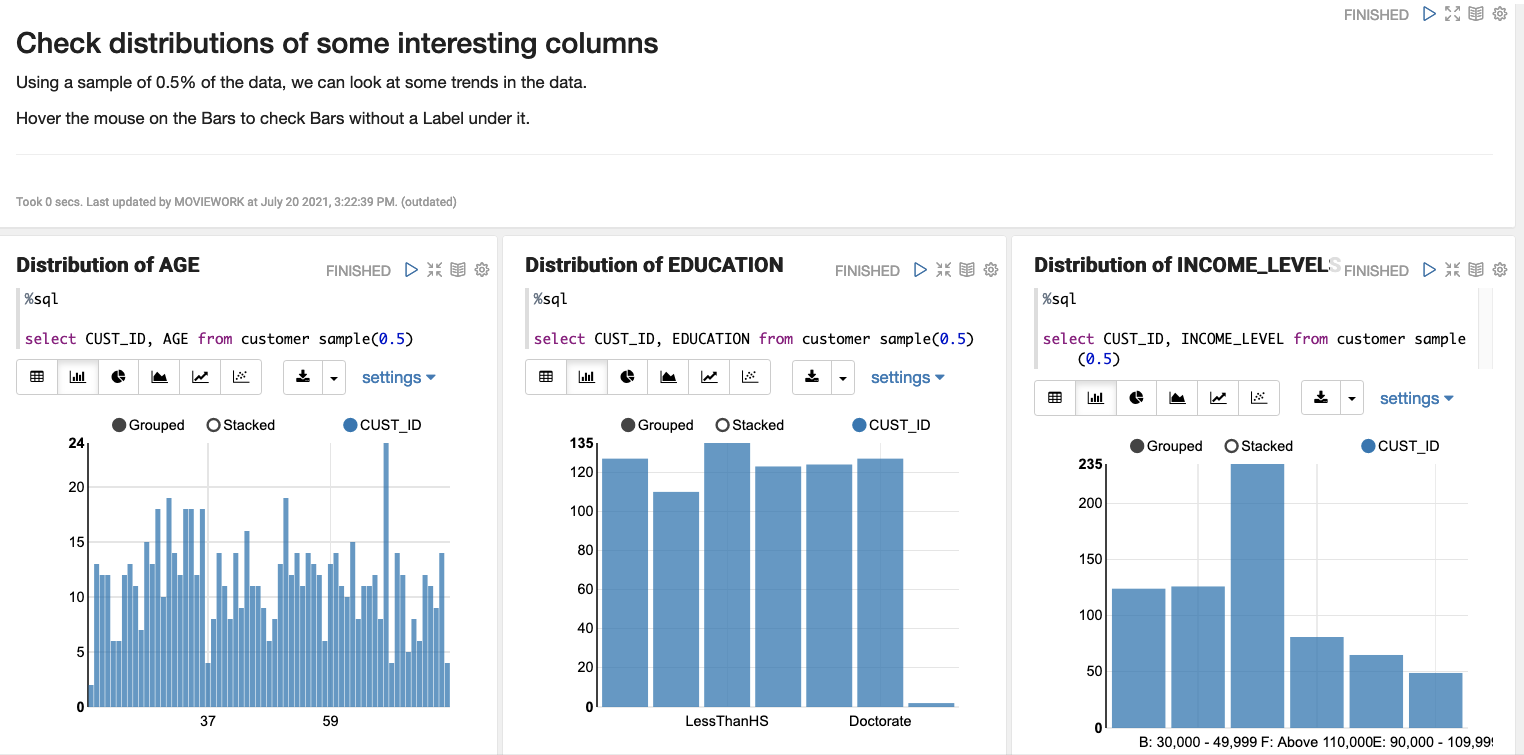 FINISHED
Check distributions of some interesting columns
Using a sample of 0.5% of the data, we can look at some trends in the data.
Hover the mouse on the Bars to check Bars without a Label under it.
Took 0 secs. Last updated by MOVIEWORK at July 20 2021, 3:22:39 PM. (outdated)
Distribution of AGE
FINISHED
%sql
select CUST_ID, AGE from customer sample(0.5)
settings
Grouped Stacked CUST_ID
24
20
15
10
5
0
37 59
Distribution of EDUCATION
FINISHED
%sql
select CUST_ID, EDUCATION from customer sample(0.5)
settings
Grouped Stacked CUST_ID
135
120
100
80
60
40
20
0
LessThanHS Doctorate
Distribution of INCOME_LEVELS
FINISHED
%sql
select CUST_ID, INCOME_LEVEL from customer sample
(0.5)
settings
Grouped Stacked CUST_ID
235
200
150
100
50
0
B: 30,000 - 49,999 F: Above 110,000E: 90,000 - 109,999